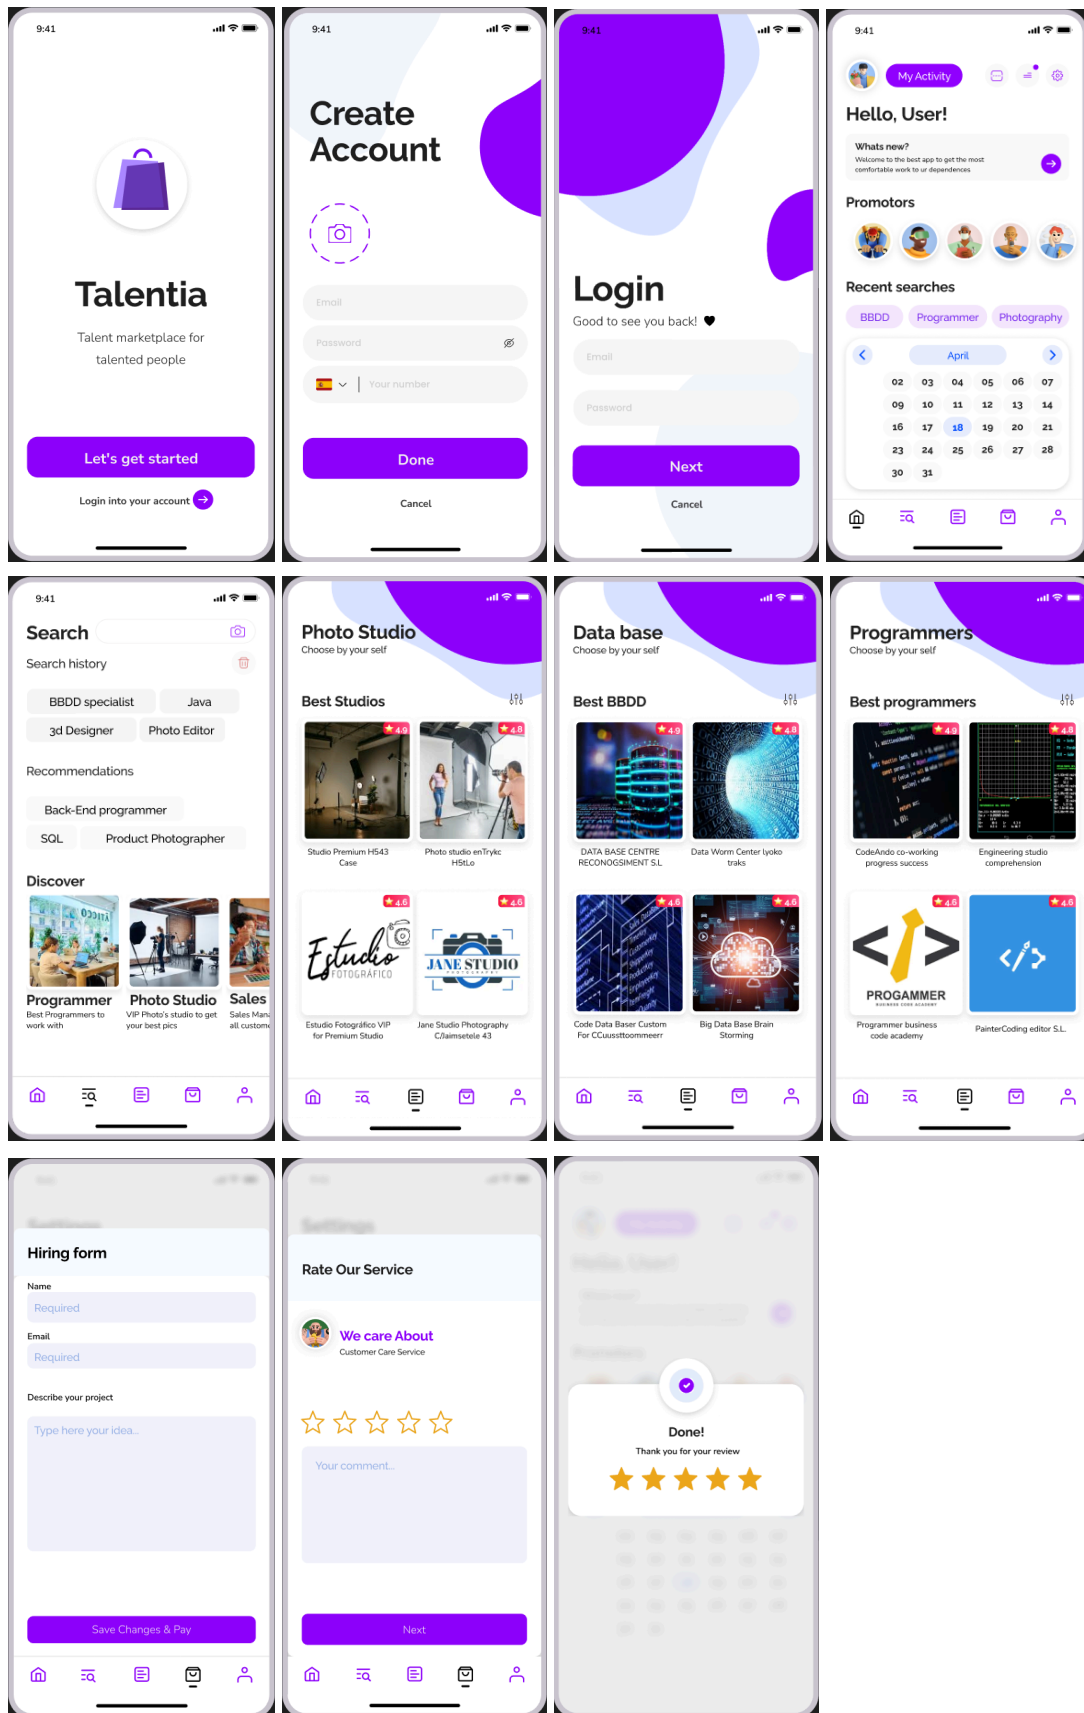 9:41
Talentia
Talent marketplace for
talented people
Let's get started
Login into your account
9:41
Create
Account
Email
Password
Your number
Done
Cancel
9:41
Login
Good to see you back!
Email
Password
Next
Cancel
9:41
My Activity
Hello, User!
Whats new?
Welcome to the best app to get the most
comfortable work to ur dependences
Promotors
Recent searches
BBDD Programmer Photography
April
02 03 04 05 06 07
09 10 11 12 13 14
16 17 18 19 20 21
23 24 25 26 27 28
30 31
9:41
Search
Search history
BBDD specialist Java
3d Designer Photo Editor
Recommendations
Back-End programmer
SQL Product Photographer
Discover
ÁTICCO
Programmer Photo Studio Sales
Best Programmers to VIP Photo's studio to get Sales Mana
work with your best pics all custome
Photo Studio
Choose by your self
Best Studios
4.9 4.8
Studio Premium H543 Photo studio enTrykc
Case H5tLo
4.6 4.6
Estudio
FOTOGRÁFICO
JANE STUDIO
PHOTOGRAPHY
Estudio Fotográfico VIP Jane Studio Photography
for Premium Studio C/Jaimsetele 43
Data base
Choose by your self
Best BBDD
4.9 4.8
DATA BASE CENTRE Data Worm Center lyoko
RECONOGSIMENT S.L traks
4.6 4.6
Code Data Baser Custom Big Data Base Brain
For CCuussttoommeerr Storming
Programmers
Choose by your self
Best programmers
4.9 4.8
CodeAndo co-working Engineering studio
progress success comprehension
4.6 4.6
PROGAMMER
BUSINESS CODE ACADEMY
Programmer business PainterCoding editor S.L.
code academy
Settings
Hiring form
Name
Required
Email
Required
Describe your project
Type here your idea...
Save Changes & Pay
Settings
Rate Our Service
We care About
Customer Care Service
Your comment...
Next
Hello, User!
Done!
Thank you for your review